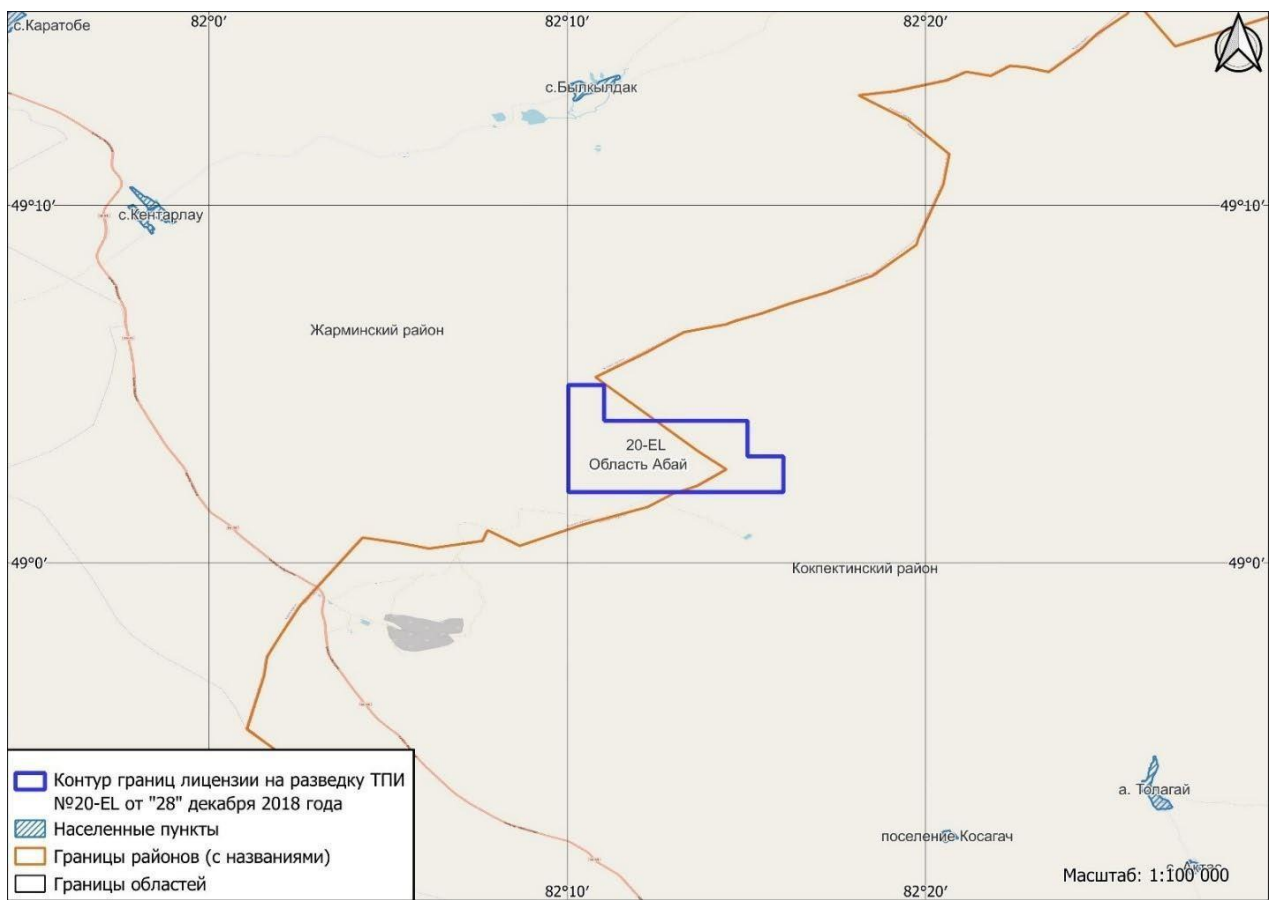 с.Каратобе
82°0′
82°10′
82°20′
с.Былкылдак
49°10′
49°10′
с.Кентарлау
Жарминский район
20-EL
Область Абай
49°0′
49°0′
Кокпектинский район
а. Толагай
поселение Косагач
с. Актас
Масштаб: 1:100 000
82°10′
82°20′
Контур границ лицензии на разведку ТПИ
№20-EL от "28" декабря 2018 года
Населенные пункты
Границы районов (с названиями)
Границы областей